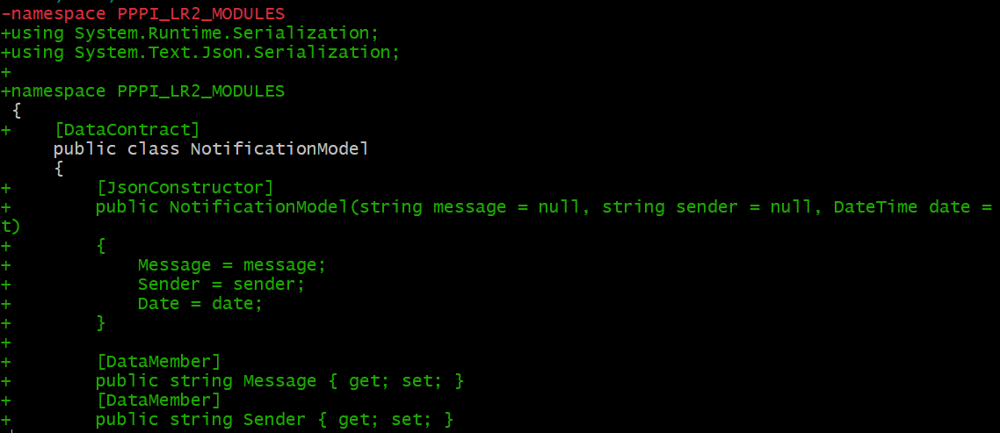 -namespace PPPI_LR2_MODULES
+using System.Runtime.Serialization;
+using System.Text.Json.Serialization;
+
+namespace PPPI_LR2_MODULES
 {
+    [DataContract]
     public class NotificationModel
     {
+        [JsonConstructor]
+        public NotificationModel(string message = null, string sender = null, DateTime date =
t)
+        {
+            Message = message;
+            Sender = sender;
+            Date = date;
+        }
+
+        [DataMember]
+        public string Message { get; set; }
+        [DataMember]
+        public string Sender { get; set; }